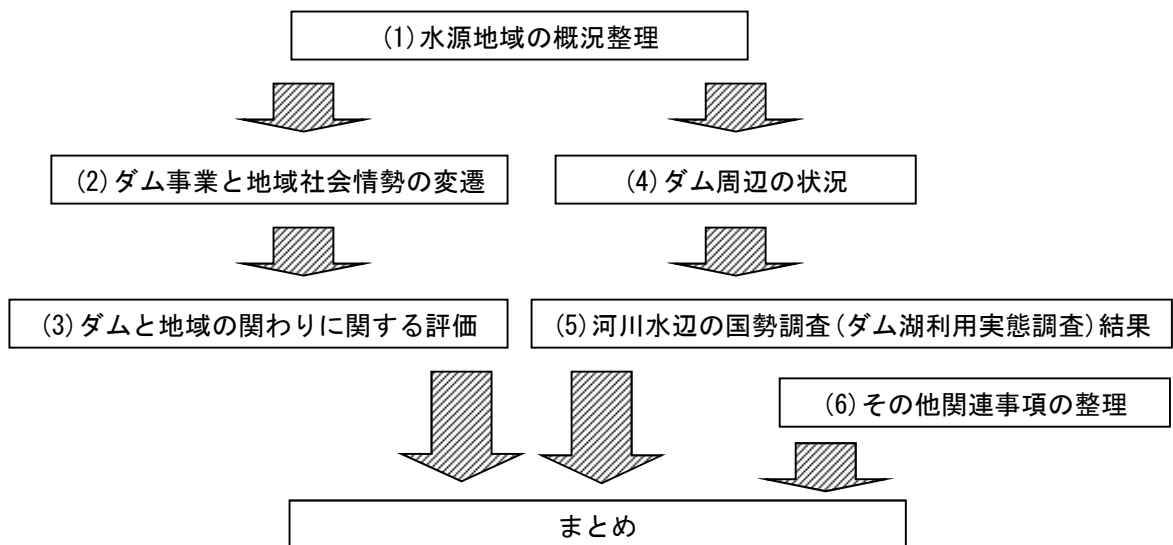 (1)水源地域の概況整理
(2)ダム事業と地域社会情勢の変遷
(4)ダム周辺の状況
(3)ダムと地域の関わりに関する評価
(5)河川水辺の国勢調査(ダム湖利用実態調査)結果
(6)その他関連事項の整理
まとめ